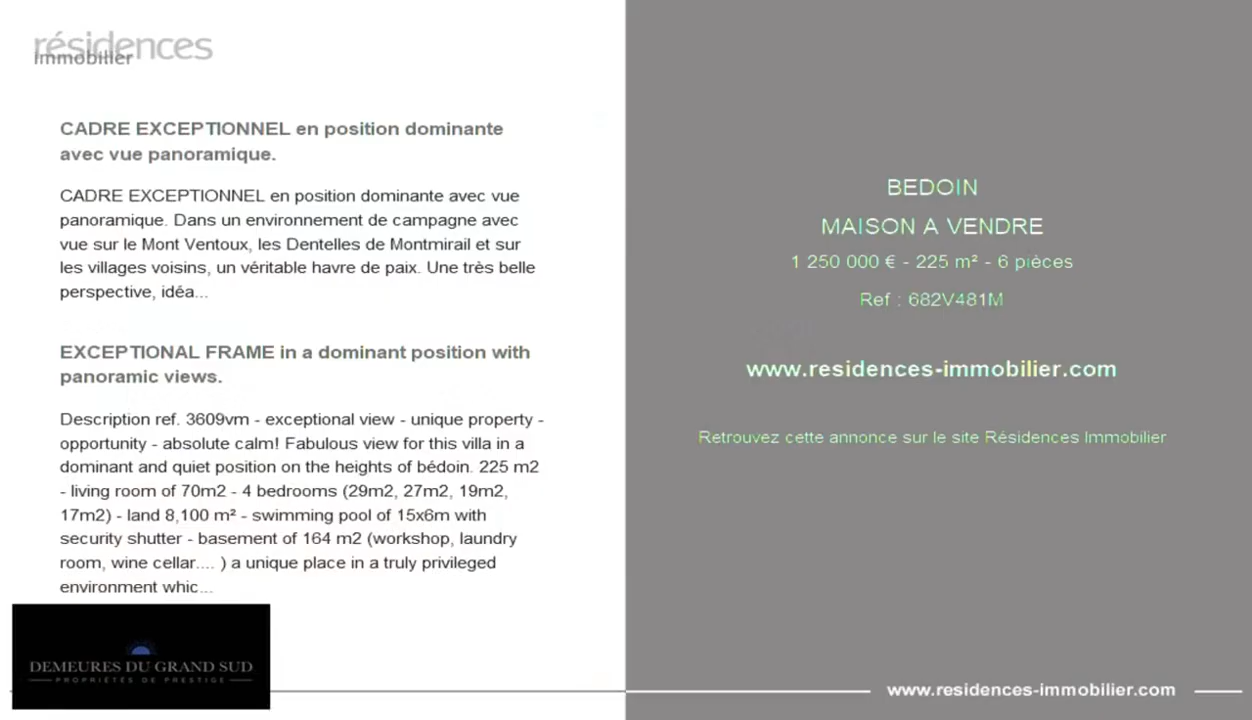 résidences
immobilier
CADRE EXCEPTIONNEL en position dominante
avec vue panoramique.
CADRE EXCEPTIONNEL en position dominante avec vue
panoramique. Dans un environnement de campagne avec
vue sur le Mont Ventoux, les Dentelles de Montmirail et sur
les villages voisins, un véritable havre de paix. Une très belle
perspective, idéa...
EXCEPTIONAL FRAME in a dominant position with
panoramic views.
Description ref. 3609vm - exceptional view - unique property -
opportunity - absolute calm! Fabulous view for this villa in a
dominant and quiet position on the heights of bédoin. 225 m2
- living room of 70m2 - 4 bedrooms (29m2, 27m2, 19m2,
17m2) - land 8,100 m² - swimming pool of 15x6m with
security shutter - basement of 164 m2 (workshop, laundry
room, wine cellar.... ) a unique place in a truly privileged
environment whic...
DEMEURES DU GRAND SUD
PROPRIÉTÉS DE PRESTIGE
BEDOIN
MAISON A VENDRE
1 250 000 € - 225 m² - 6 pièces
Ref : 682V481M
www.residences-immobilier.com
Retrouvez cette annonce sur le site Résidences Immobilier
www.residences-immobilier.com